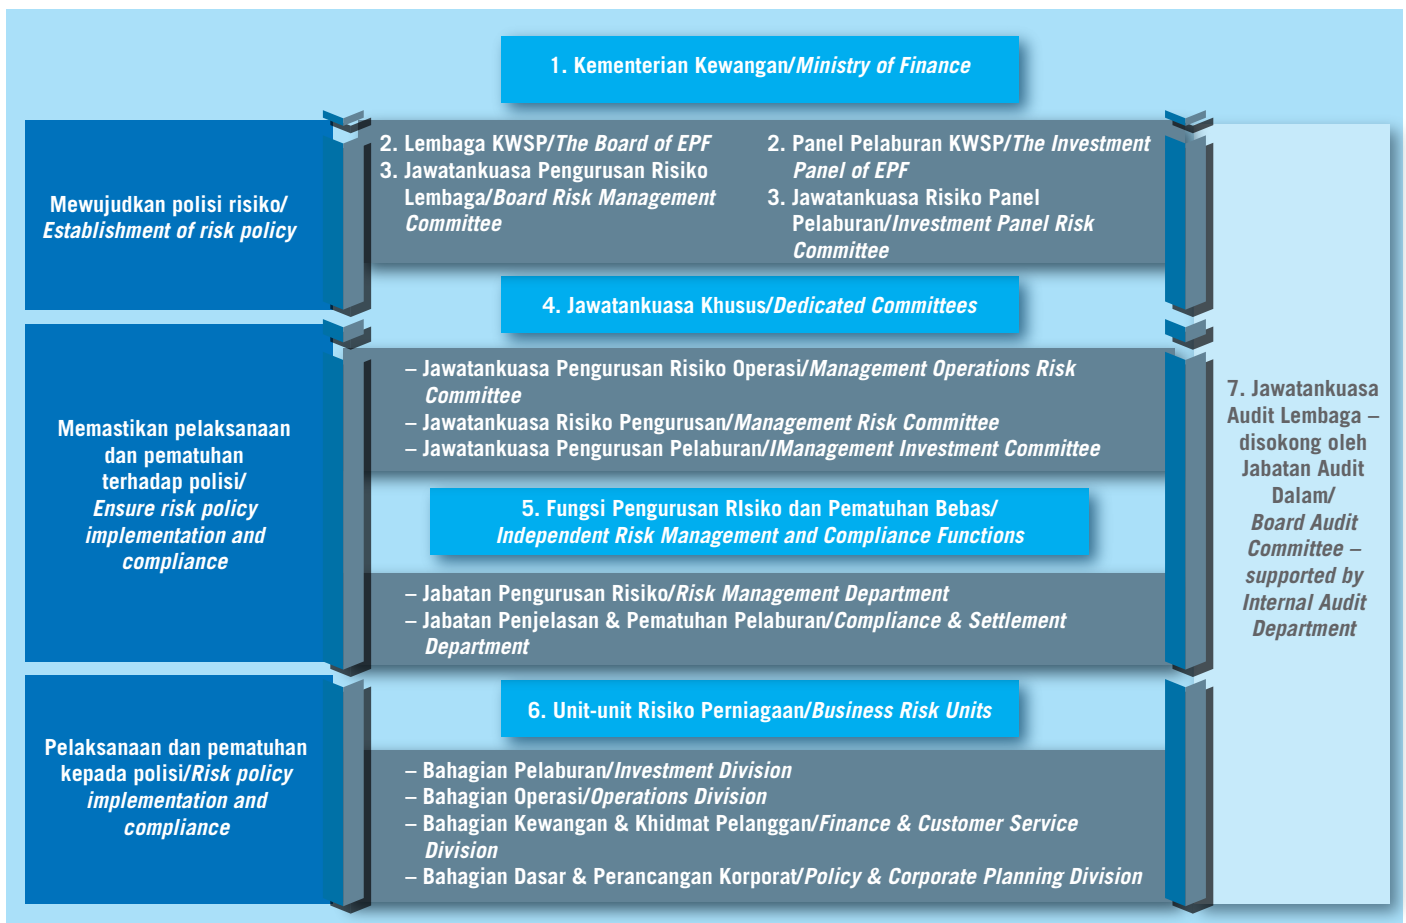 1. Kementerian Kewangan/Ministry of Finance
Mewujudkan polisi risiko/
Establishment of risk policy
2. Lembaga KWSP/The Board of EPF
3. Jawatankuasa Pengurusan Risiko
Lembaga/Board Risk Management
Committee
2. Panel Pelaburan KWSP/The Investment
Panel of EPF
3. Jawatankuasa Risiko Panel
Pelaburan/Investment Panel Risk
Committee
4. Jawatankuasa Khusus/Dedicated Committees
Memastikan pelaksanaan
dan pematuhan
terhadap polisi/
Ensure risk policy
implementation and
compliance
– Jawatankuasa Pengurusan Risiko Operasi/Management Operations Risk
Committee
– Jawatankuasa Risiko Pengurusan/Management Risk Committee
– Jawatankuasa Pengurusan Pelaburan/IManagement Investment Committee
5. Fungsi Pengurusan RIsiko dan Pematuhan Bebas/
Independent Risk Management and Compliance Functions
– Jabatan Pengurusan Risiko/Risk Management Department
– Jabatan Penjelasan & Pematuhan Pelaburan/Compliance & Settlement
Department
6. Unit-unit Risiko Perniagaan/Business Risk Units
Pelaksanaan dan pematuhan
kepada polisi/Risk policy
implementation and
compliance
– Bahagian Pelaburan/Investment Division
– Bahagian Operasi/Operations Division
– Bahagian Kewangan & Khidmat Pelanggan/Finance & Customer Service
Division
– Bahagian Dasar & Perancangan Korporat/Policy & Corporate Planning Division
7. Jawatankuasa
Audit Lembaga –
disokong oleh
Jabatan Audit
Dalam/
Board Audit
Committee –
supported by
Internal Audit
Department